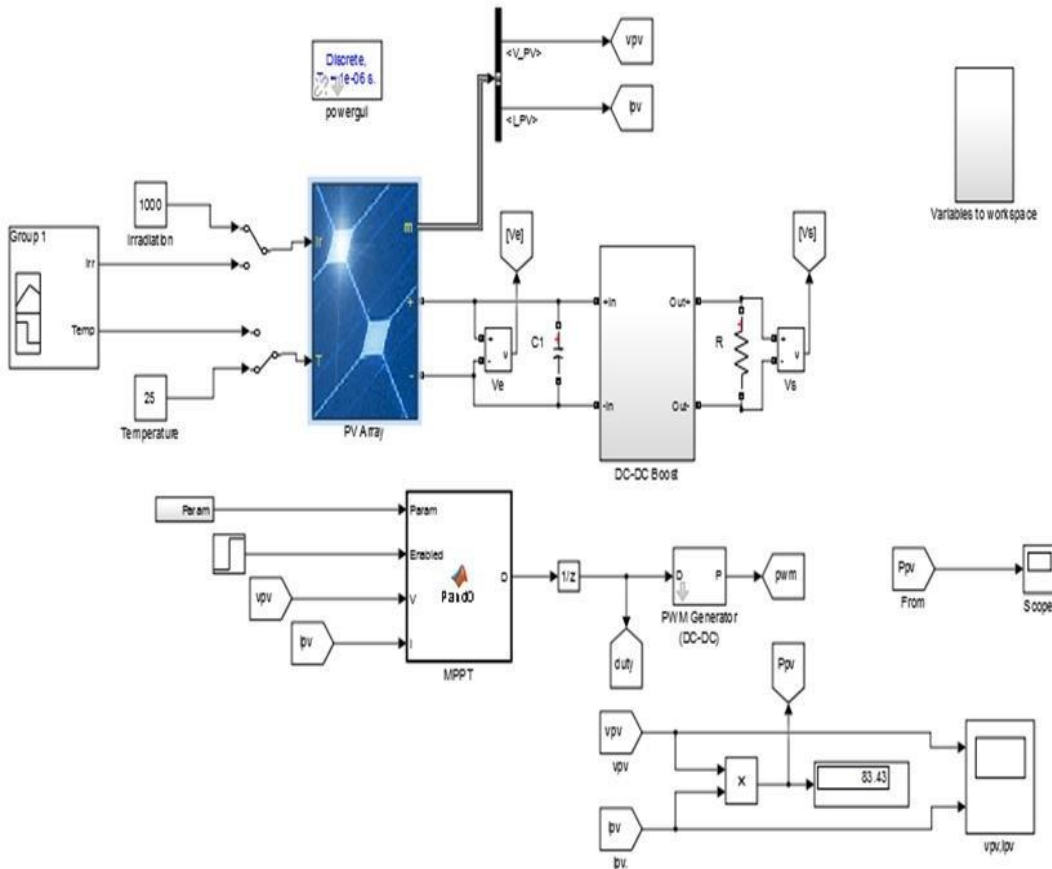 Discrete,
1e-06 s.
powergui
<V_PV>
vpv
<I_PV>
Ipv
Variables to workspace
1000
Irradiation
Group 1
Irr
Temp
25
Temperature
Ir
m
T
+
-
PV Array
[Ve]
+
-
v
Ve
C1
+In
-In
Out+
Out-
DC-DC Boost
R
[Vs]
+
-
v
Vs
Param
Param
Enabled
V
I
PandO
D
MPPT
vpv
Ipv
1/z
duty
D
P
PWM Generator
(DC-DC)
pwm
Ppv
From
Scope
Ppv
vpv
vpv
×
83.43
Ipv
Ipv.
vpv,Ipv